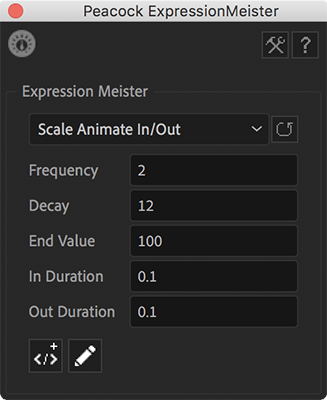 Peacock ExpressionMeister
?
Expression Meister
Scale Animate In/Out
Frequency 2
Decay 12
End Value 100
In Duration 0.1
Out Duration 0.1
</> +